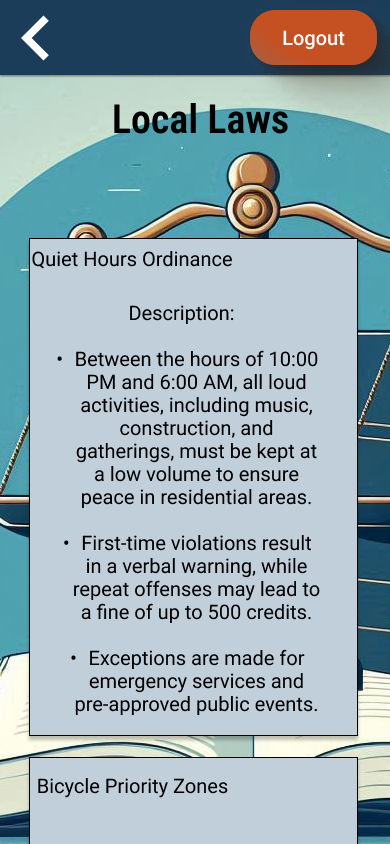 Logout
Local Laws
Quiet Hours Ordinance
Description:
• Between the hours of 10:00
PM and 6:00 AM, all loud
activities, including music,
construction, and
gatherings, must be kept at
a low volume to ensure
peace in residential areas.
• First-time violations result
in a verbal warning, while
repeat offenses may lead to
a fine of up to 500 credits.
• Exceptions are made for
emergency services and
pre-approved public events.
Bicycle Priority Zones